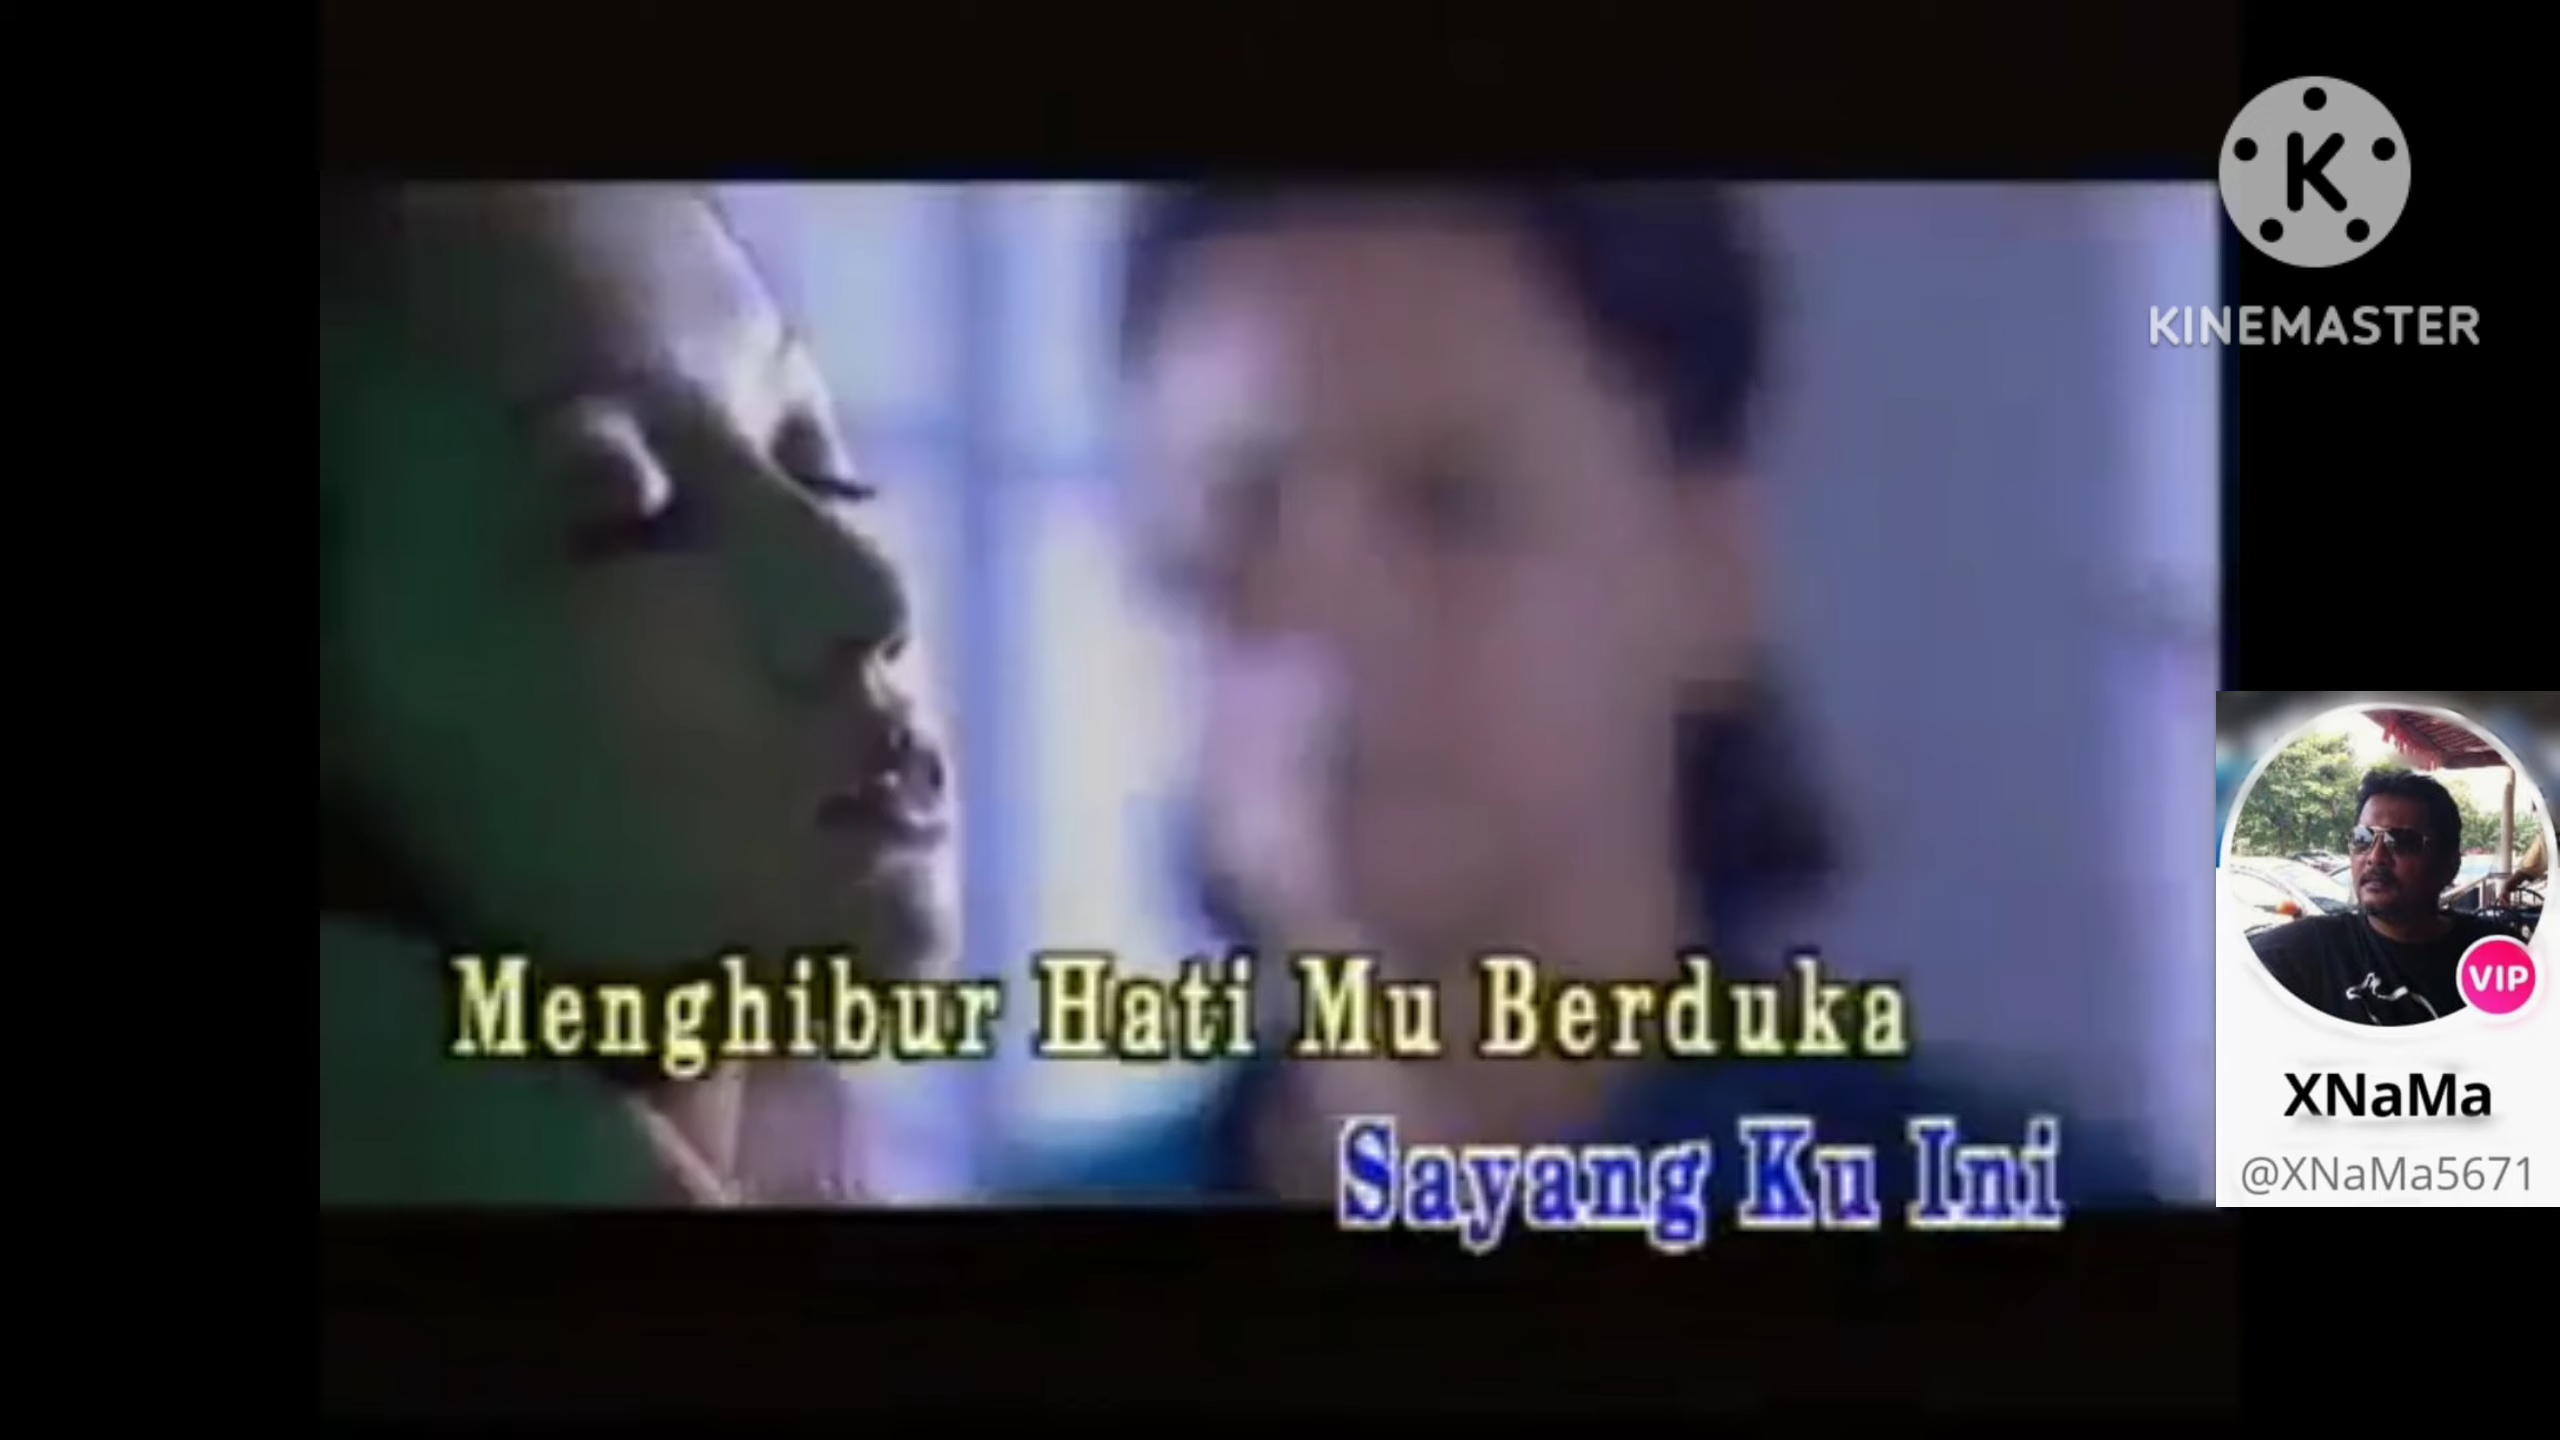 K
KINEMASTER
Menghibur Hati Mu Berduka
Sayang Ku Ini
VIP
XNaMa
@XNaMa5671